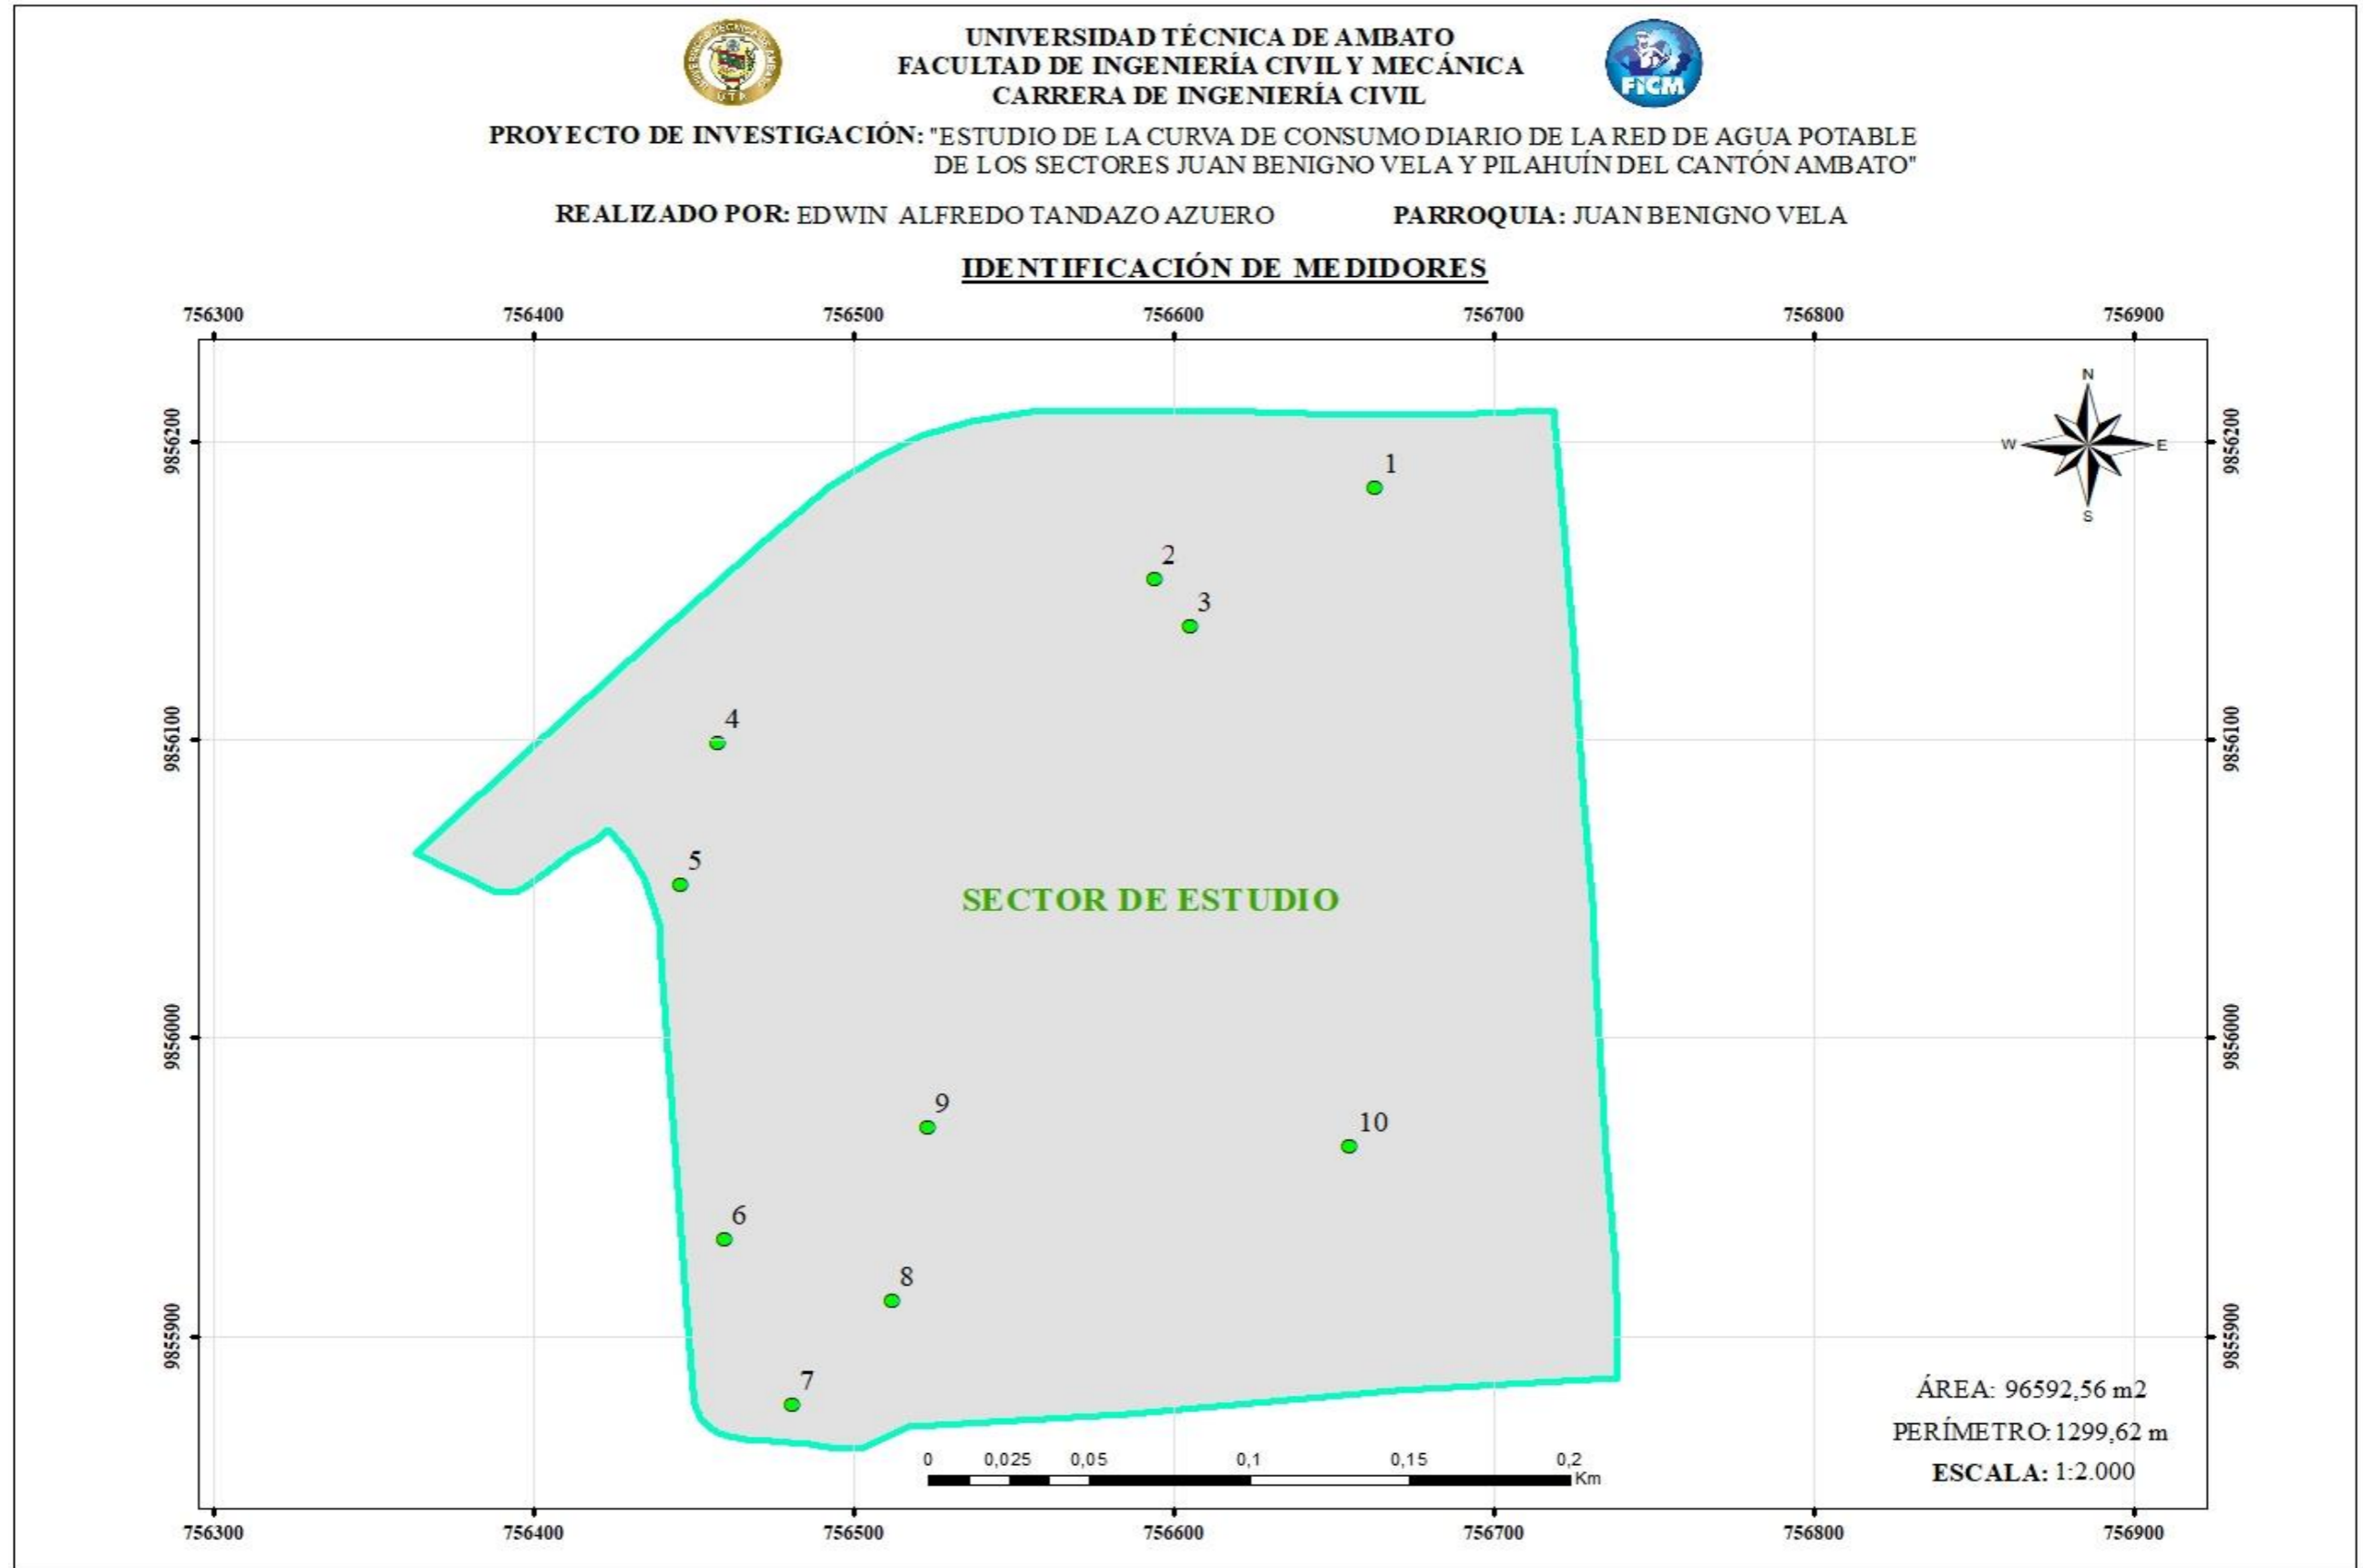 UNIVERSIDAD TÉCNICA DE AMBATO
FACULTAD DE INGENIERÍA CIVIL Y MECÁNICA
CARRERA DE INGENIERÍA CIVIL
FICM
PROYECTO DE INVESTIGACIÓN: "ESTUDIO DE LA CURVA DE CONSUMO DIARIO DE LA RED DE AGUA POTABLE
DE LOS SECTORES JUAN BENIGNO VELA Y PILAHUÍN DEL CANTÓN AMBATO"
REALIZADO POR: EDWIN ALFREDO TANDAZO AZUERO PARROQUIA: JUAN BENIGNO VELA
IDENTIFICACIÓN DE MEDIDORES
756300 756400 756500 756600 756700 756800 756900
N
9856200 9856200
W E
1
S
2
3
4
9856100 9856100
5
SECTOR DE ESTUDIO
9856000 9856000
9
10
6
8
9855900 9855900
7
ÁREA: 96592,56 m2
PERÍMETRO: 1299,62 m
0 0,025 0,05 0,1 0,15 0,2
Km
ESCALA: 1:2.000
756300 756400 756500 756600 756700 756800 756900